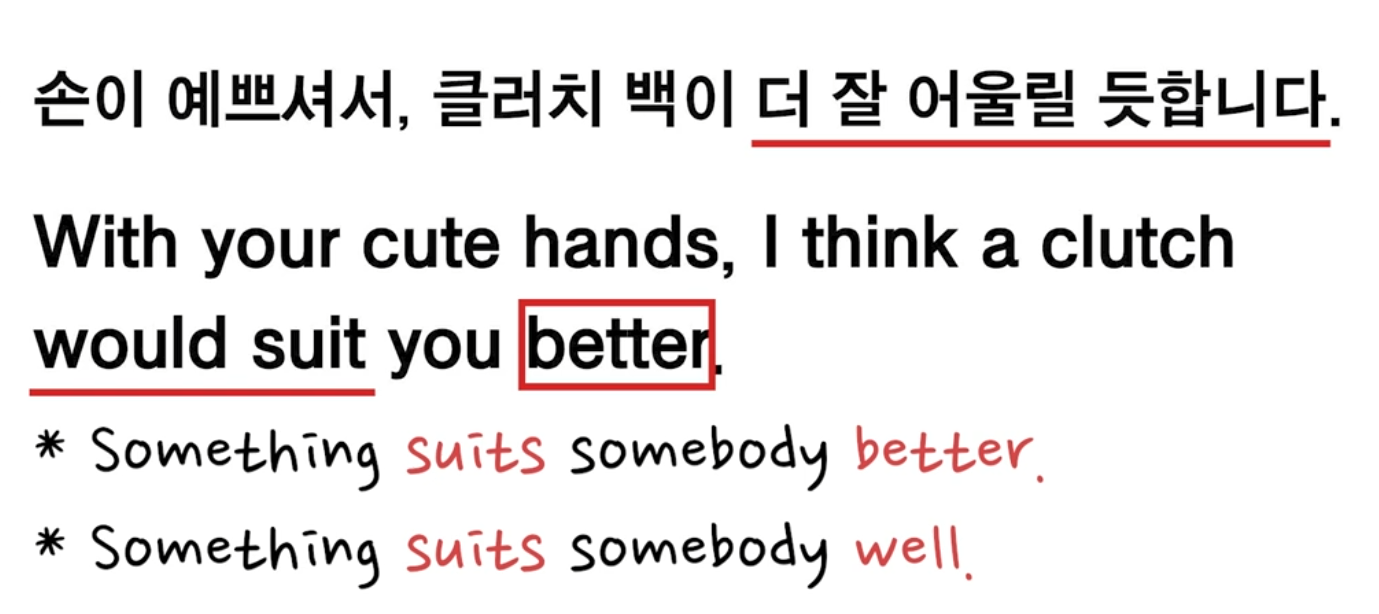 손이 예쁘셔서, 클러치 백이 더 잘 어울릴 듯합니다.
With your cute hands, I think a clutch
would suit you better.
* Something suits somebody better.
* Something suits somebody well.